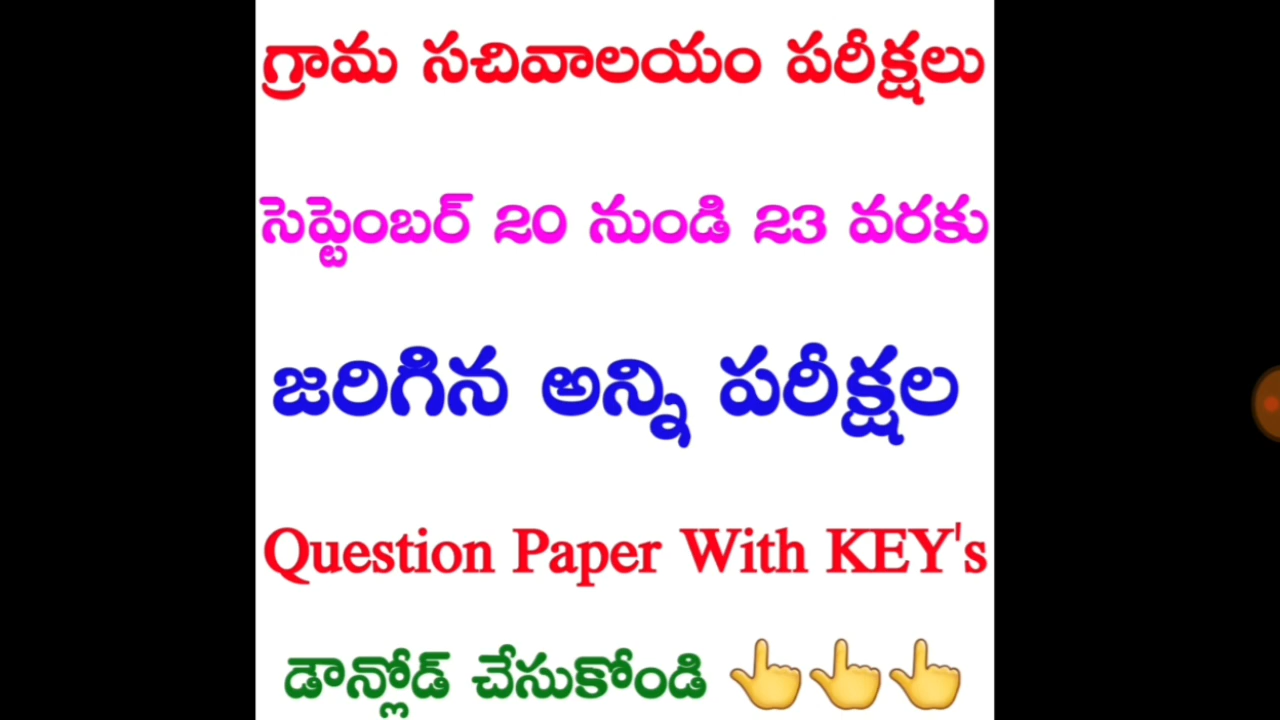 గ్రామ సచివాలయం పరీక్షలు
సెప్టెంబర్ 20 నుండి 23 వరకు
జరిగిన అన్ని పరీక్షల
Question Paper With KEY's
డౌన్లోడ్ చేసుకోండి 👆👆👆